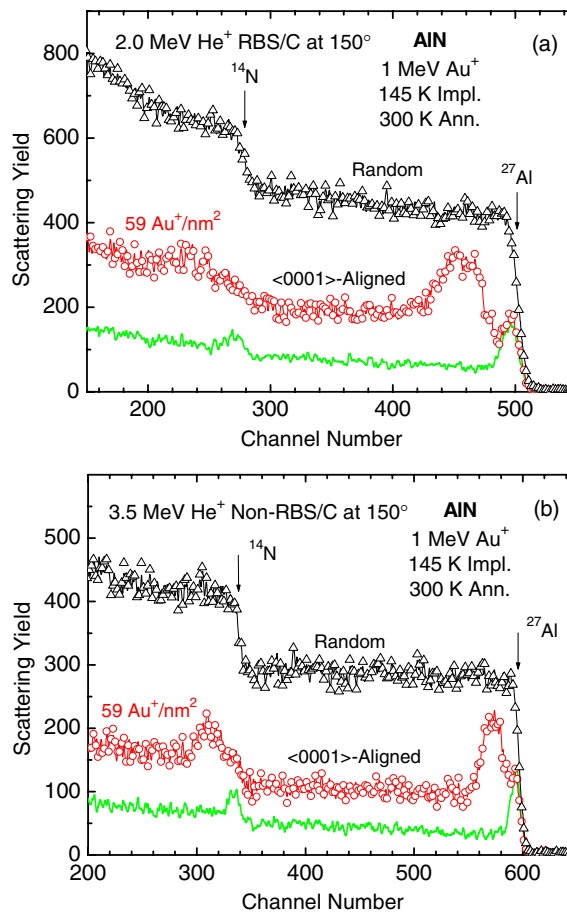 2.0 MeV He⁺ RBS/C at 150° AlN (a)
¹⁴N
1 MeV Au⁺
145 K Impl.
300 K Ann.
Random
²⁷Al
59 Au⁺/nm²
<0001>-Aligned
Scattering Yield
800
600
400
200
0
200 300 400 500
Channel Number
3.5 MeV He⁺ Non-RBS/C at 150° AlN (b)
¹⁴N
1 MeV Au⁺
145 K Impl.
300 K Ann.
Random
²⁷Al
59 Au⁺/nm²
<0001>-Aligned
Scattering Yield
500
400
300
200
100
0
200 300 400 500 600
Channel Number